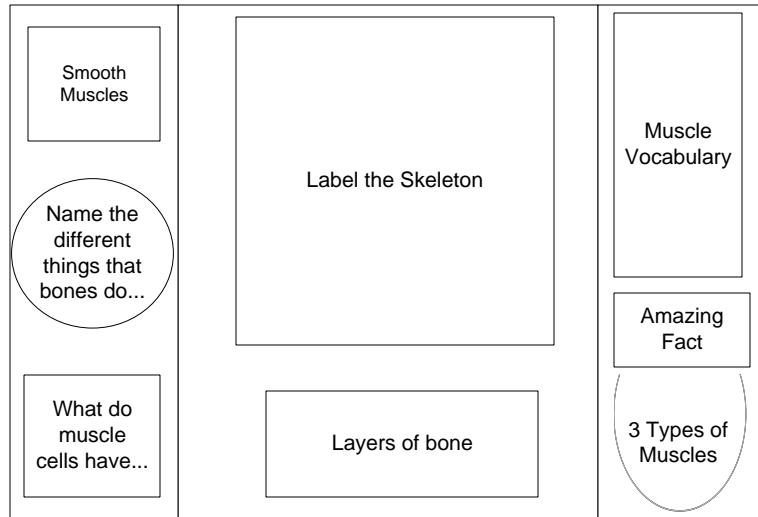 Smooth
Muscles
Name the
different
things that
bones do...
What do
muscle
cells have...
Label the Skeleton
Layers of bone
Muscle
Vocabulary
Amazing
Fact
3 Types of
Muscles